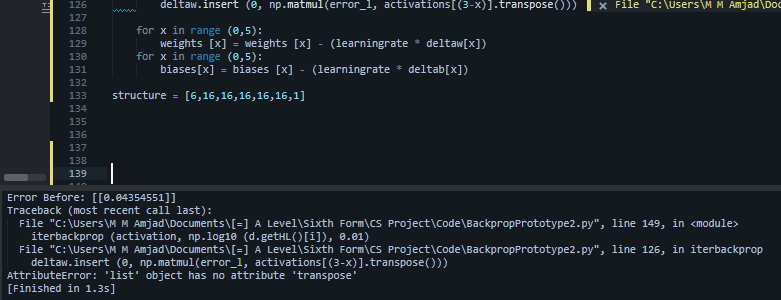 126 deltaw.insert (0, np.matmul(error_l, activations[(3-x)].transpose())) × File "C:\Users\M M Amjad\Doc
127
128 for x in range (0,5):
129 weights [x] = weights [x] - (learningrate * deltaw[x])
130 for x in range (0,5):
131 biases[x] = biases [x] - (learningrate * deltab[x])
132
133 structure = [6,16,16,16,16,16,1]
134
135
136
137
138
139
Error Before: [[0.04354551]]
Traceback (most recent call last):
File "C:\Users\M M Amjad\Documents\[=] A Level\Sixth Form\CS Project\Code\BackpropPrototype2.py", line 149, in <module>
iterbackprop (activation, np.log10 (d.getHL()[i]), 0.01)
File "C:\Users\M M Amjad\Documents\[=] A Level\Sixth Form\CS Project\Code\BackpropPrototype2.py", line 126, in iterbackprop
deltaw.insert (0, np.matmul(error_l, activations[(3-x)].transpose()))
AttributeError: 'list' object has no attribute 'transpose'
[Finished in 1.3s]